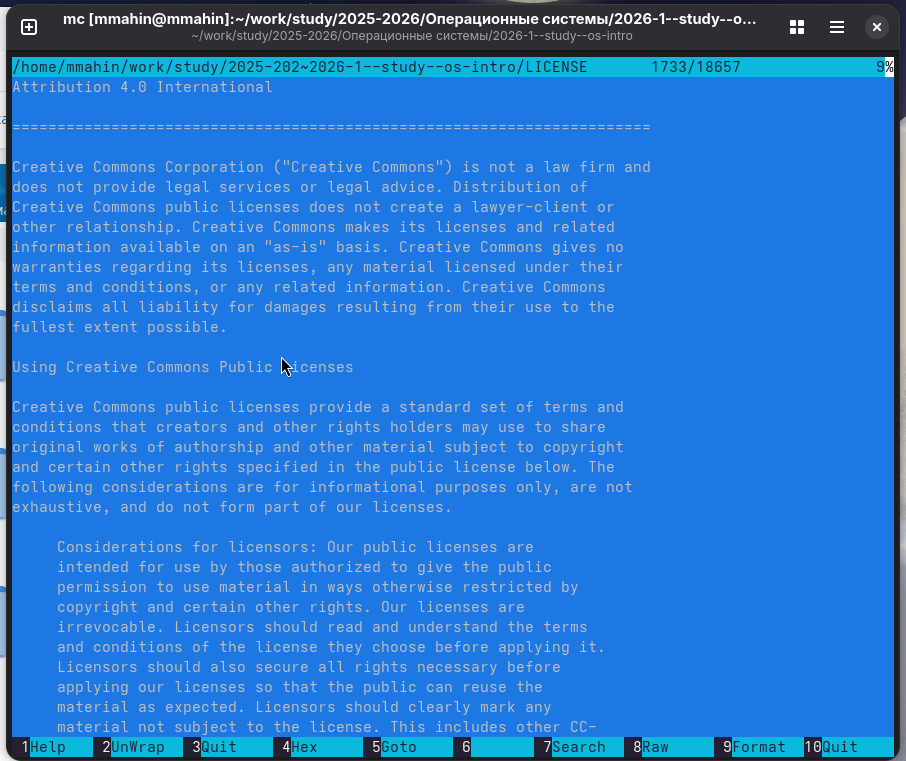 mc [mmahin@mmahin]:~/work/study/2025-2026/Операционные системы/2026-1--study--o...
~/work/study/2025-2026/Операционные системы/2026-1--study--os-intro
/home/mmahin/work/study/2025-202~2026-1--study--os-intro/LICENSE 1733/18657 9%
Attribution 4.0 International
=======================================================================
Creative Commons Corporation ("Creative Commons") is not a law firm and
does not provide legal services or legal advice. Distribution of
Creative Commons public licenses does not create a lawyer-client or
other relationship. Creative Commons makes its licenses and related
information available on an "as-is" basis. Creative Commons gives no
warranties regarding its licenses, any material licensed under their
terms and conditions, or any related information. Creative Commons
disclaims all liability for damages resulting from their use to the
fullest extent possible.
Using Creative Commons Public Licenses
Creative Commons public licenses provide a standard set of terms and
conditions that creators and other rights holders may use to share
original works of authorship and other material subject to copyright
and certain other rights specified in the public license below. The
following considerations are for informational purposes only, are not
exhaustive, and do not form part of our licenses.
Considerations for licensors: Our public licenses are
intended for use by those authorized to give the public
permission to use material in ways otherwise restricted by
copyright and certain other rights. Our licenses are
irrevocable. Licensors should read and understand the terms
and conditions of the license they choose before applying it.
Licensors should also secure all rights necessary before
applying our licenses so that the public can reuse the
material as expected. Licensors should clearly mark any
material not subject to the license. This includes other CC-
1Help 2UnWrap 3Quit 4Hex 5Goto 6 7Search 8Raw 9Format 10Quit